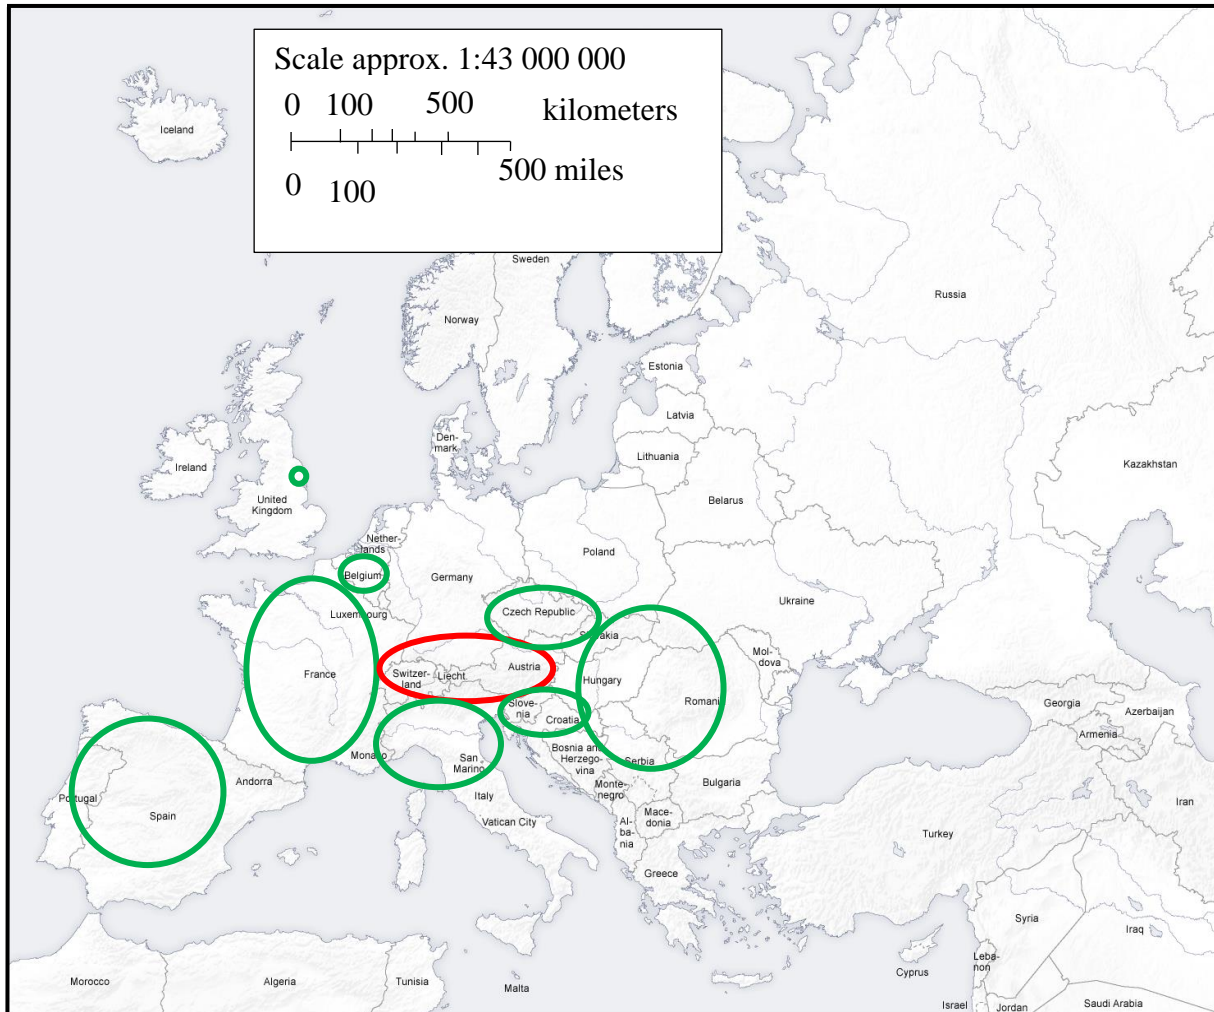 Scale approx. 1:43 000 000
0 100 500 kilometers
500 miles
0 100
Iceland
Sweden
Russia
Norway
Estonia
Latvia
Den-
mark
Lithuania
Ireland
Kazakhstan
United
Kingdom
Belarus
Nether-
lands
Poland
Belgium
Germany
Ukraine
Czech Republic
Luxembourg
Slovakia
Mol-
dova
Austria
France
Switzer-
land
Liecht.
Hungary
Romania
Slove-
nia
Croatia
Georgia
Azerbaijan
Armenia
Bosnia and
Herzego-
vina
Monaco
San
Marino
Serbia
Andorra
Monte-
negro
Bulgaria
Portugal
Italy
Spain
Mace-
donia
Vatican City
Al-
ba-
nia
Iran
Turkey
Greece
Syria
Iraq
Leba-
non
Cyprus
Morocco
Algeria
Tunisia
Malta
Israel
Jordan
Saudi Arabia